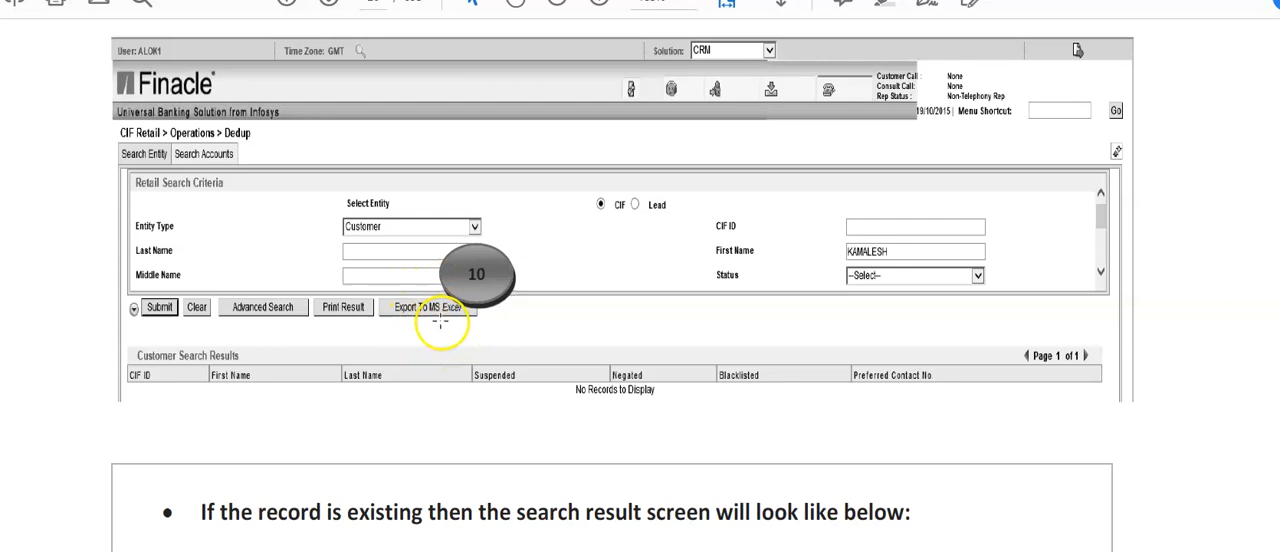 User: ALOK1 Time Zone: GMT Solution: CRM
Finacle
Customer Call : None
Consult Call: None
Rep Status : Non-Telephony Rep
Universal Banking Solution from Infosys
19/10/2015 | Menu Shortcut: Go
CIF Retail > Operations > Dedup
Search Entity Search Accounts
Retail Search Criteria
Select Entity CIF Lead
Entity Type Customer CIF ID
Last Name First Name KAMALESH
Middle Name 10 Status --Select--
Submit Clear Advanced Search Print Result Export To MS Excel
Customer Search Results Page 1 of 1
CIF ID First Name Last Name Suspended Negated Blacklisted Preferred Contact No.
No Records to Display
• If the record is existing then the search result screen will look like below: